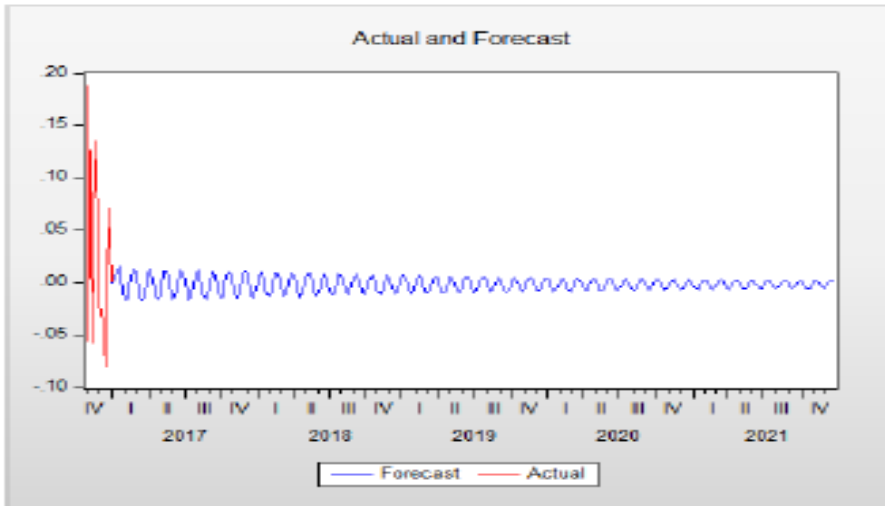 Actual and Forecast
.20
.15
.10
.05
.00
-.05
-.10
IV I II III IV I II III IV I II III IV I II III IV I II III IV
2017 2018 2019 2020 2021
Forecast Actual